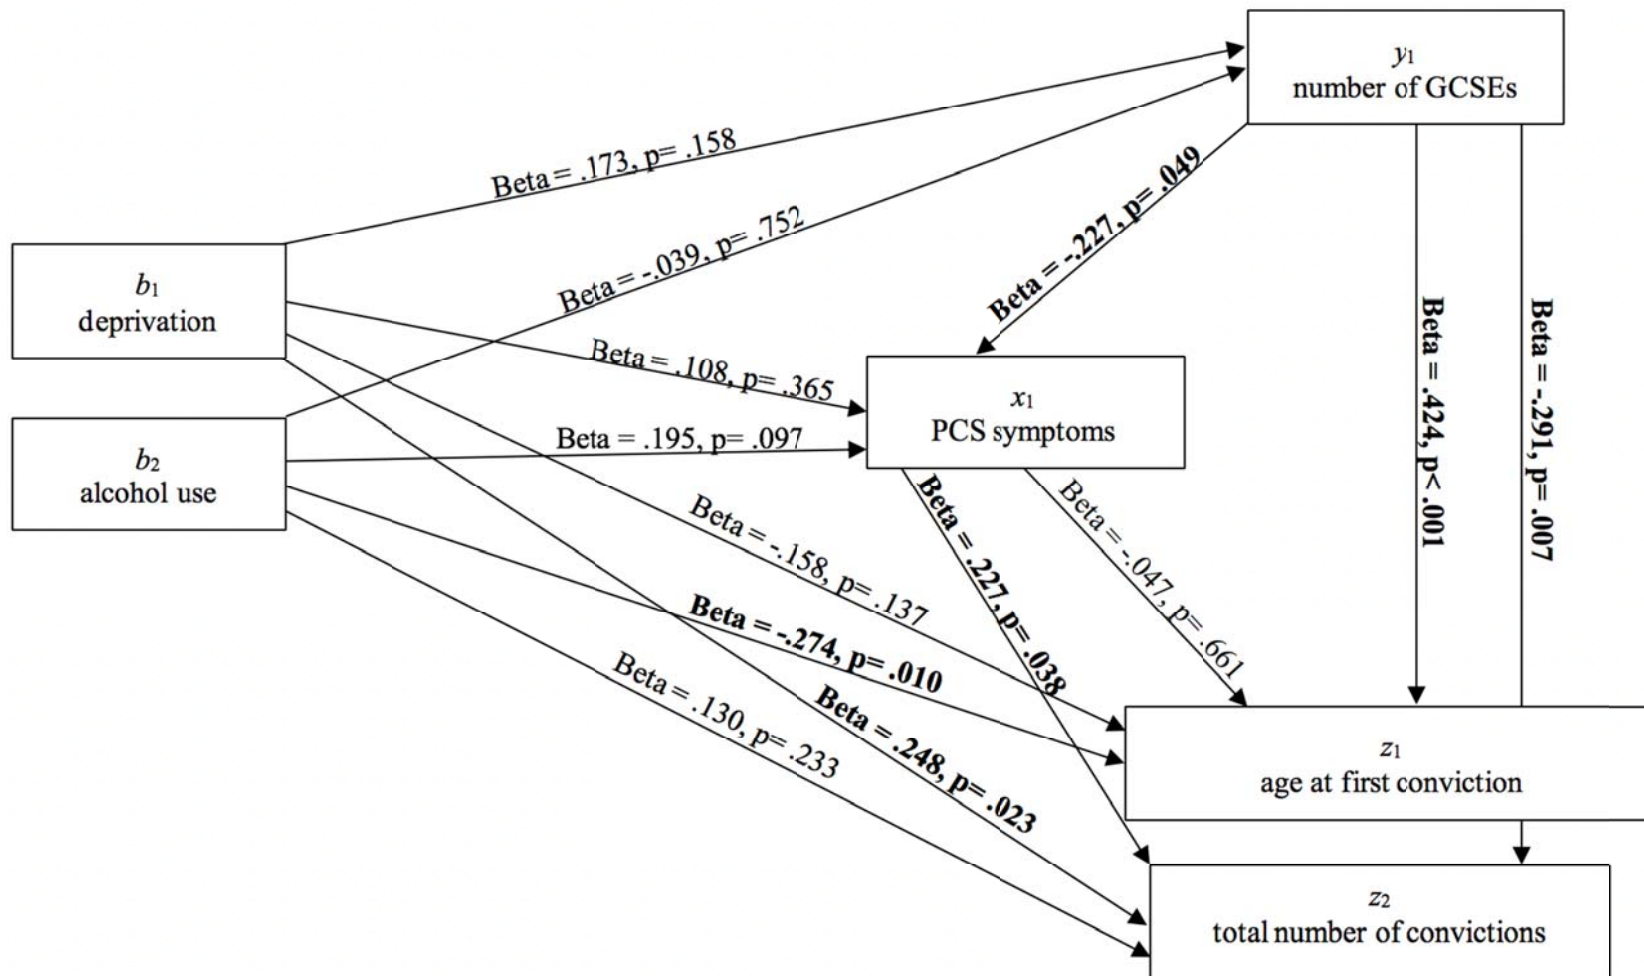 y₁
number of GCSEs
Beta = .173, p= .158
Beta = -.039, p= .752
Beta = -.227, p= .049
b₁
deprivation
Beta = .108, p= .365
x₁
PCS symptoms
Beta = .424, p< .001
Beta = -.291, p= .007
b₂
alcohol use
Beta = .195, p= .097
Beta = -.158, p= .137
Beta = .227, p= .038
Beta = -.047, p= .661
Beta = -.274, p= .010
Beta = .130, p= .233
Beta = .248, p= .023
z₁
age at first conviction
z₂
total number of convictions